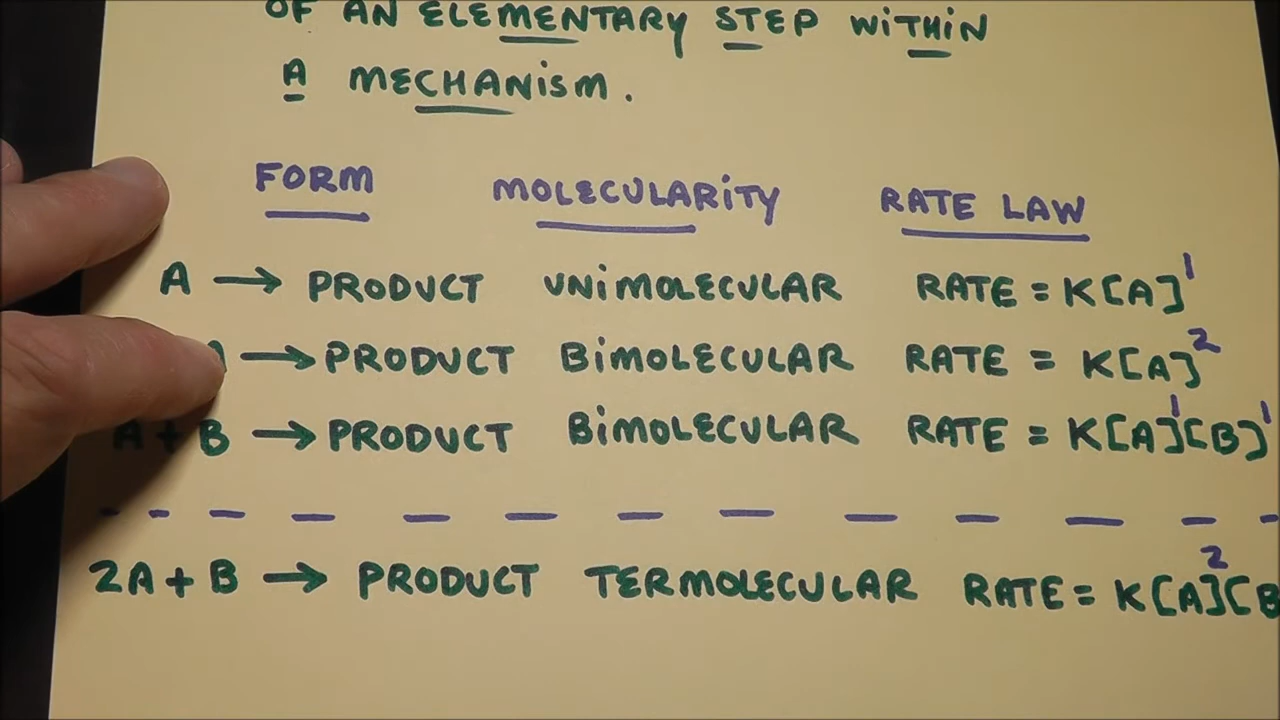 OF AN ELEMENTARY STEP WITHIN
A MECHANISM.
FORM MOLECULARITY RATE LAW
A → PRODUCT UNIMOLECULAR RATE = K[A]¹
A → PRODUCT BIMOLECULAR RATE = K[A]²
A + B → PRODUCT BIMOLECULAR RATE = K[A]¹[B]¹
2A + B → PRODUCT TERMOLECULAR RATE = K[A]²[B